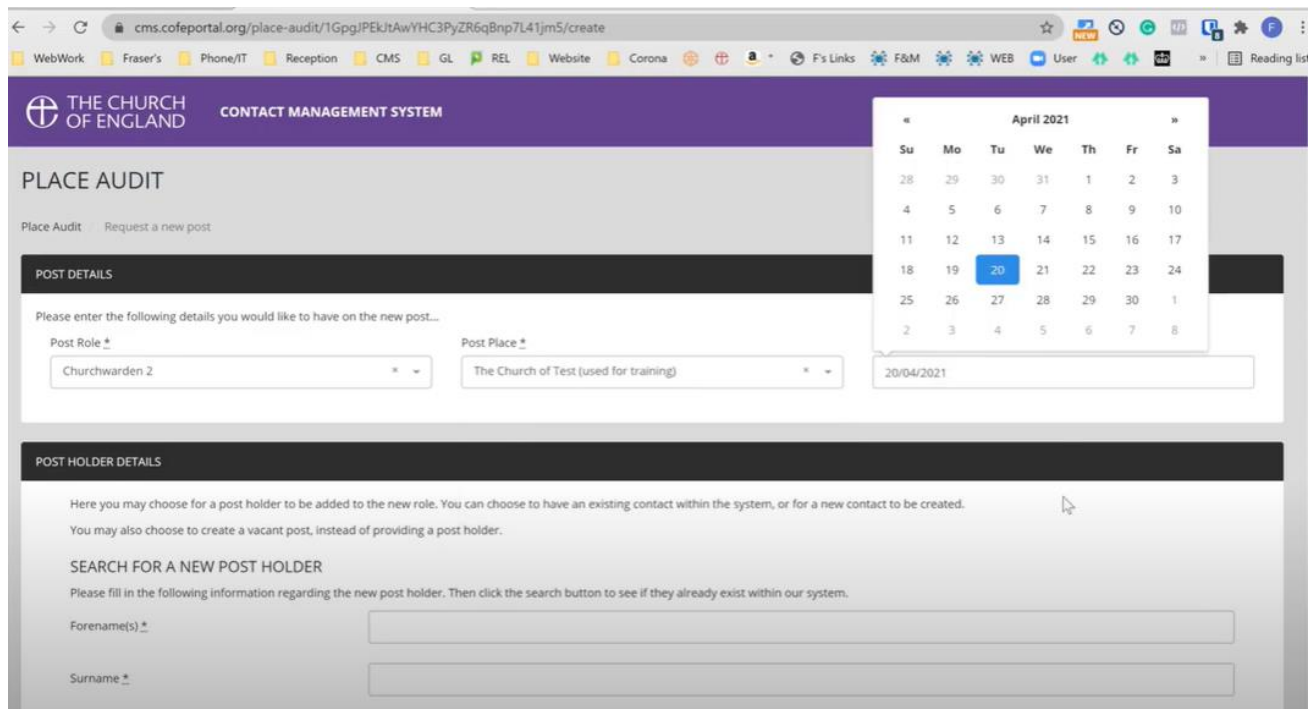 cms.cofeportal.org/place-audit/1GpgJPEkJtAwYHC3PyZR6qBnp7L41jm5/create
NEW
F
WebWork Fraser's Phone/IT Reception CMS GL REL Website Corona F's Links F&M WEB User » Reading list
THE CHURCH
OF ENGLAND
CONTACT MANAGEMENT SYSTEM
« April 2021 »
Su Mo Tu We Th Fr Sa
28 29 30 31 1 2 3
4 5 6 7 8 9 10
11 12 13 14 15 16 17
18 19 20 21 22 23 24
25 26 27 28 29 30 1
2 3 4 5 6 7 8
PLACE AUDIT
Place Audit / Request a new post
POST DETAILS
Please enter the following details you would like to have on the new post...
Post Role * Post Place *
Churchwarden 2 × The Church of Test (used for training) × 20/04/2021
POST HOLDER DETAILS
Here you may choose for a post holder to be added to the new role. You can choose to have an existing contact within the system, or for a new contact to be created.
You may also choose to create a vacant post, instead of providing a post holder.
SEARCH FOR A NEW POST HOLDER
Please fill in the following information regarding the new post holder. Then click the search button to see if they already exist within our system.
Forename(s) *
Surname *